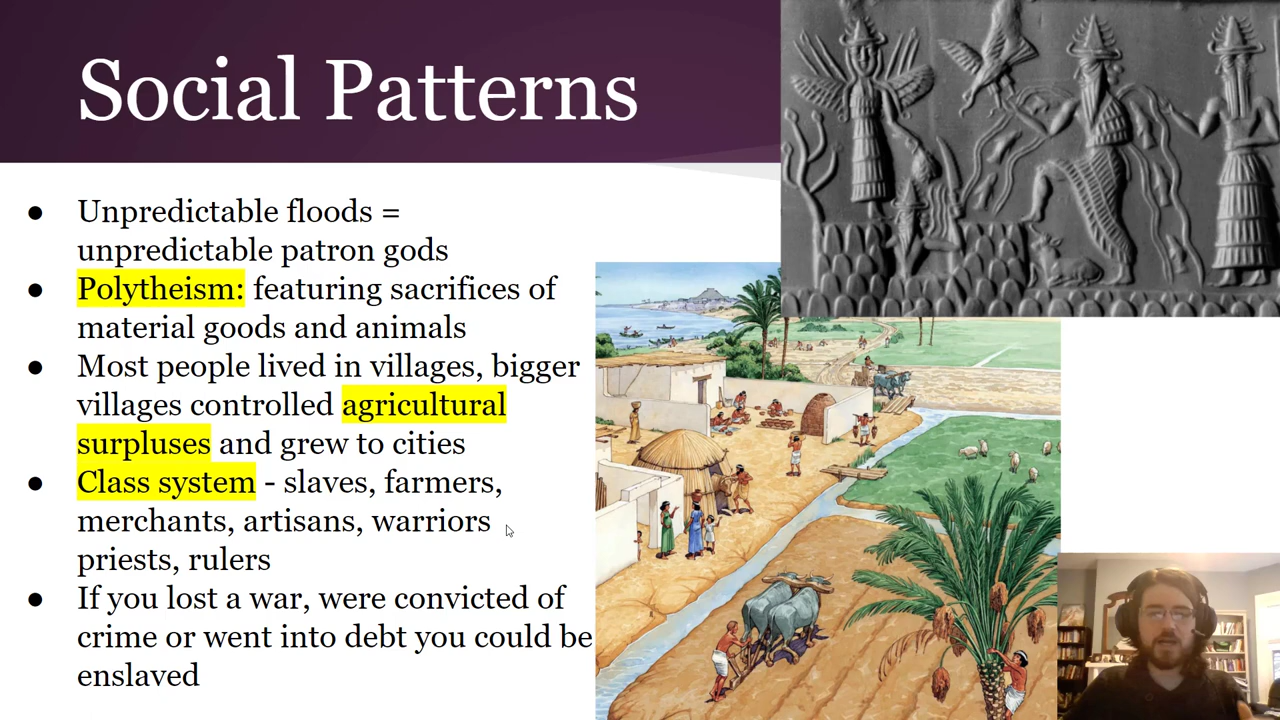 Social Patterns
● Unpredictable floods =
unpredictable patron gods
● Polytheism: featuring sacrifices of
material goods and animals
● Most people lived in villages, bigger
villages controlled agricultural
surpluses and grew to cities
● Class system - slaves, farmers,
merchants, artisans, warriors
priests, rulers
● If you lost a war, were convicted of
crime or went into debt you could be
enslaved